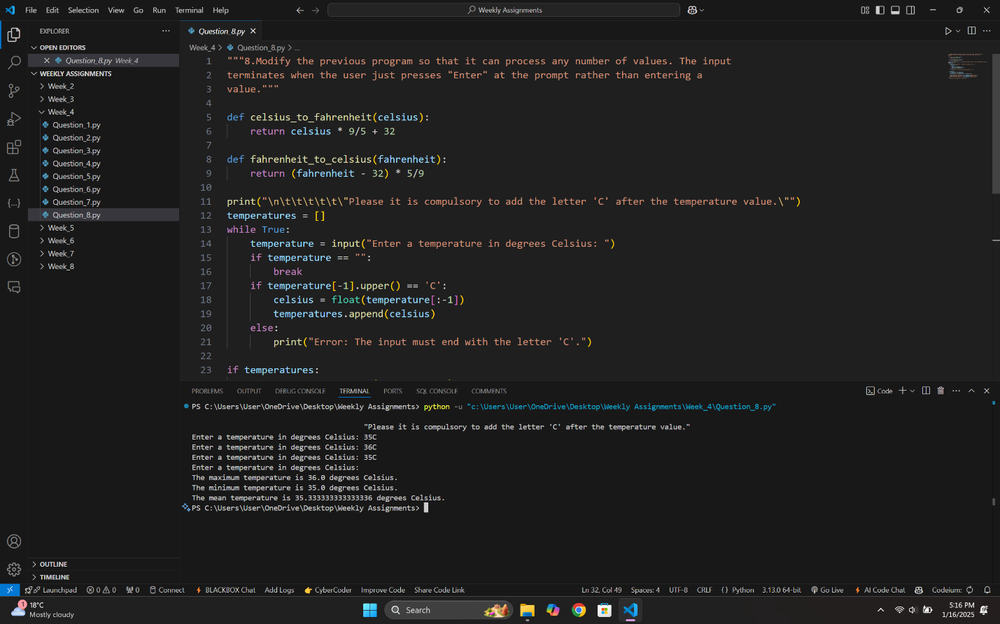 File Edit Selection View Go Run Terminal Help
Weekly Assignments
EXPLORER
OPEN EDITORS
Question_8.py Week_4
WEEKLY ASSIGNMENTS
Week_2
Week_3
Week_4
Question_1.py
Question_2.py
Question_3.py
Question_4.py
Question_5.py
Question_6.py
Question_7.py
Question_8.py
Week_5
Week_6
Week_7
Week_8
OUTLINE
TIMELINE
Question_8.py
Week_4 > Question_8.py > ...
1 """8.Modify the previous program so that it can process any number of values. The input
2 terminates when the user just presses "Enter" at the prompt rather than entering a
3 value."""
4
5 def celsius_to_fahrenheit(celsius):
6     return celsius * 9/5 + 32
7
8 def fahrenheit_to_celsius(fahrenheit):
9     return (fahrenheit - 32) * 5/9
10
11 print("\n\t\t\t\t\t\"Please it is compulsory to add the letter 'C' after the temperature value.\"")
12 temperatures = []
13 while True:
14     temperature = input("Enter a temperature in degrees Celsius: ")
15     if temperature == "":
16         break
17     if temperature[-1].upper() == 'C':
18         celsius = float(temperature[:-1])
19         temperatures.append(celsius)
20     else:
21         print("Error: The input must end with the letter 'C'.")
22
23 if temperatures:
PROBLEMS OUTPUT DEBUG CONSOLE TERMINAL PORTS SQL CONSOLE COMMENTS
Code
PS C:\Users\User\OneDrive\Desktop\Weekly Assignments> python -u "c:\Users\User\OneDrive\Desktop\Weekly Assignments\Week_4\Question_8.py"
"Please it is compulsory to add the letter 'C' after the temperature value."
Enter a temperature in degrees Celsius: 35C
Enter a temperature in degrees Celsius: 36C
Enter a temperature in degrees Celsius: 35C
Enter a temperature in degrees Celsius:
The maximum temperature is 36.0 degrees Celsius.
The minimum temperature is 35.0 degrees Celsius.
The mean temperature is 35.333333333333336 degrees Celsius.
PS C:\Users\User\OneDrive\Desktop\Weekly Assignments>
Launchpad 0 0 0 Connect BLACKBOX Chat Add Logs CyberCoder Improve Code Share Code Link Ln 32, Col 49 Spaces: 4 UTF-8 CRLF {} Python 3.13.0 64-bit Go Live AI Code Chat Codeium:
1
18°C
Mostly cloudy
Search
5:16 PM
1/16/2025